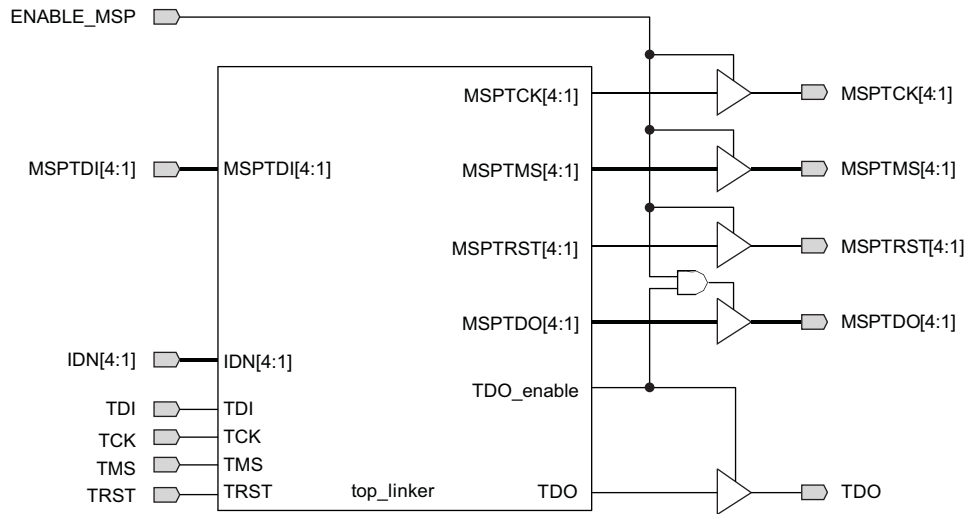 ENABLE_MSP
MSPTCK[4:1] MSPTCK[4:1]
MSPTDI[4:1] MSPTDI[4:1] MSPTMS[4:1] MSPTMS[4:1]
MSPTRST[4:1] MSPTRST[4:1]
MSPTDO[4:1] MSPTDO[4:1]
IDN[4:1] IDN[4:1]
TDO_enable
TDI TDI
TCK TCK
TMS TMS
TRST TRST top_linker TDO TDO